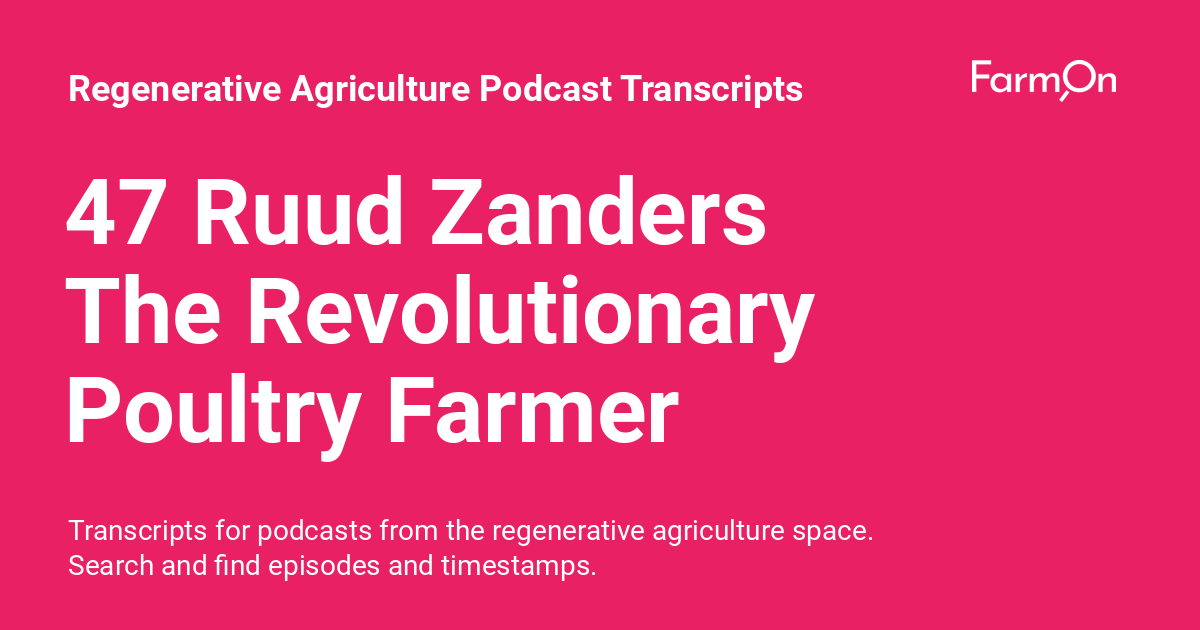 Regenerative Agriculture Podcast Transcripts
FarmOn
47 Ruud Zanders
The Revolutionary
Poultry Farmer
Transcripts for podcasts from the regenerative agriculture space.
Search and find episodes and timestamps.